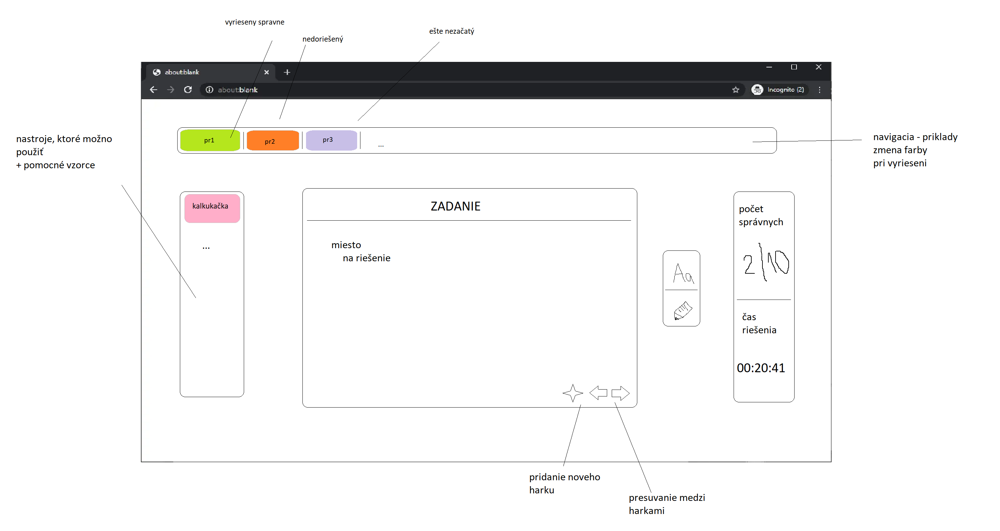 vyrieseny spravne
nedoriešený
ešte nezačatý
about:blank
about:blank
Incognito (2)
nastroje, ktoré možno
použiť
+ pomocné vzorce
pr1
pr2
pr3
...
navigacia - priklady
zmena farby
pri vyrieseni
kalkukačka
...
ZADANIE
miesto
na riešenie
Aa
počet
správnych
2/10
čas
riešenia
00:20:41
pridanie noveho
harku
presuvanie medzi
harkami